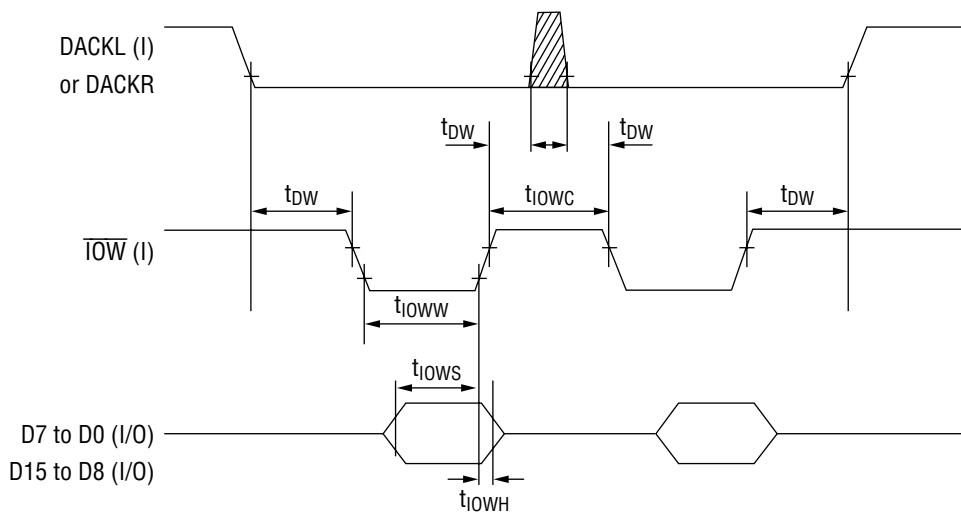 DACKL (I)
or DACKR
tDW
tDW
tDW
tIOWC
tDW
IOW (I)
tIOWW
tIOWS
D7 to D0 (I/O)
D15 to D8 (I/O)
tIOWH